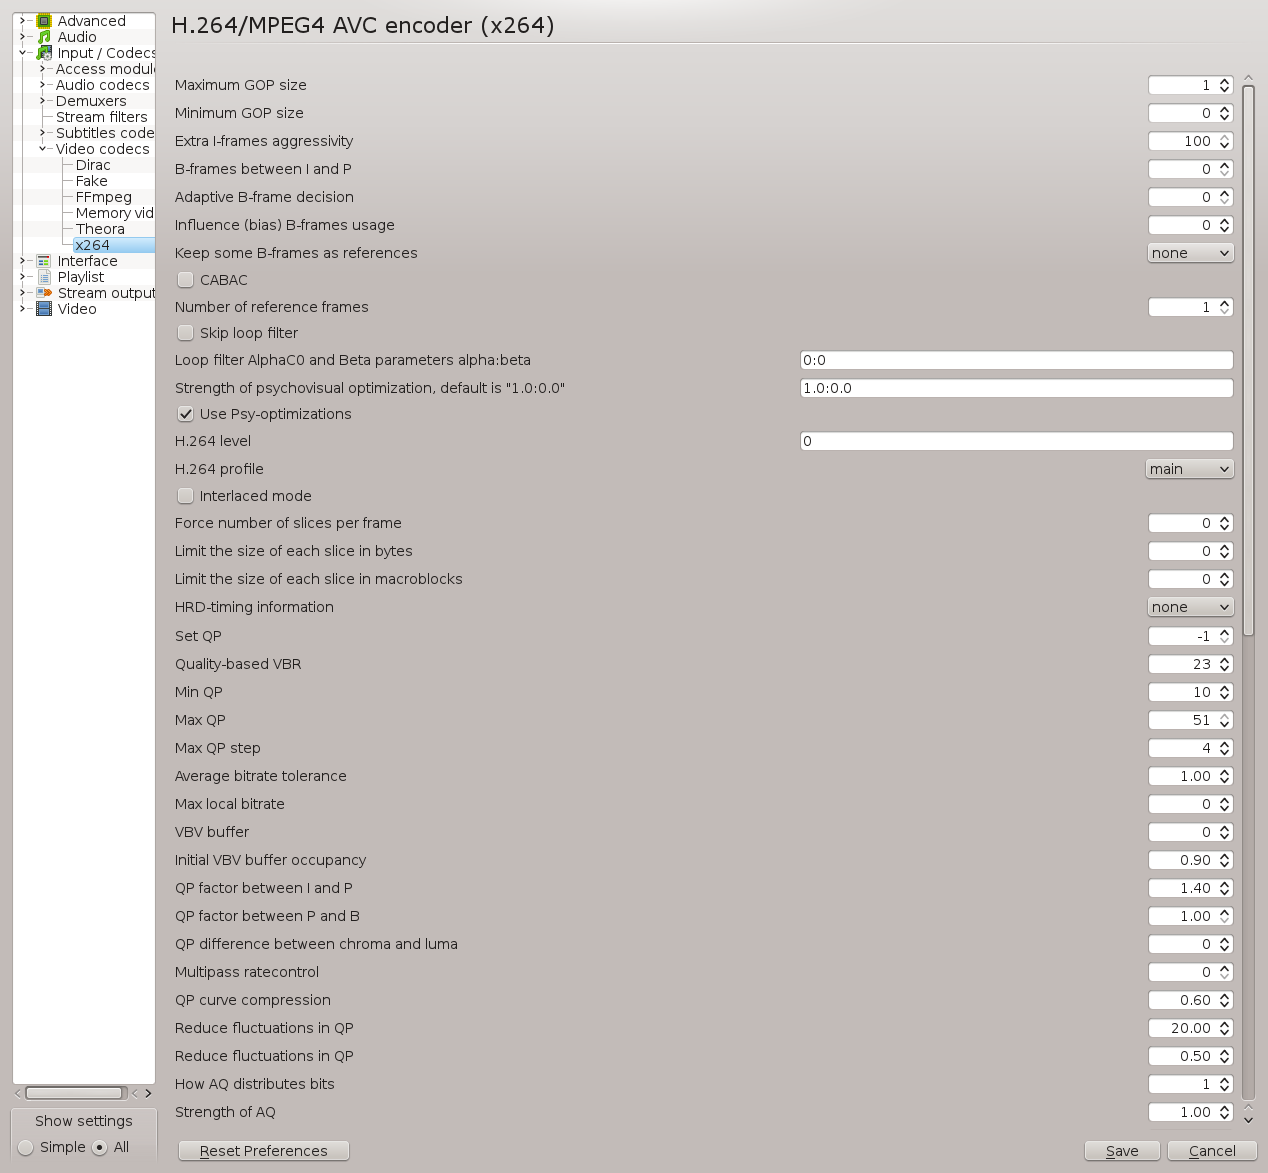 Advanced
Audio
Input / Codecs
Access modul
Audio codecs
Demuxers
Stream filters
Subtitles code
Video codecs
Dirac
Fake
FFmpeg
Memory vid
Theora
x264
Interface
Playlist
Stream output
Video
Show settings
Simple All
H.264/MPEG4 AVC encoder (x264)
Maximum GOP size 1
Minimum GOP size 0
Extra I-frames aggressivity 100
B-frames between I and P 0
Adaptive B-frame decision 0
Influence (bias) B-frames usage 0
Keep some B-frames as references none
CABAC
Number of reference frames 1
Skip loop filter
Loop filter AlphaC0 and Beta parameters alpha:beta 0:0
Strength of psychovisual optimization, default is "1.0:0.0" 1.0:0.0
Use Psy-optimizations
H.264 level 0
H.264 profile main
Interlaced mode
Force number of slices per frame 0
Limit the size of each slice in bytes 0
Limit the size of each slice in macroblocks 0
HRD-timing information none
Set QP -1
Quality-based VBR 23
Min QP 10
Max QP 51
Max QP step 4
Average bitrate tolerance 1.00
Max local bitrate 0
VBV buffer 0
Initial VBV buffer occupancy 0.90
QP factor between I and P 1.40
QP factor between P and B 1.00
QP difference between chroma and luma 0
Multipass ratecontrol 0
QP curve compression 0.60
Reduce fluctuations in QP 20.00
Reduce fluctuations in QP 0.50
How AQ distributes bits 1
Strength of AQ 1.00
Reset Preferences Save Cancel